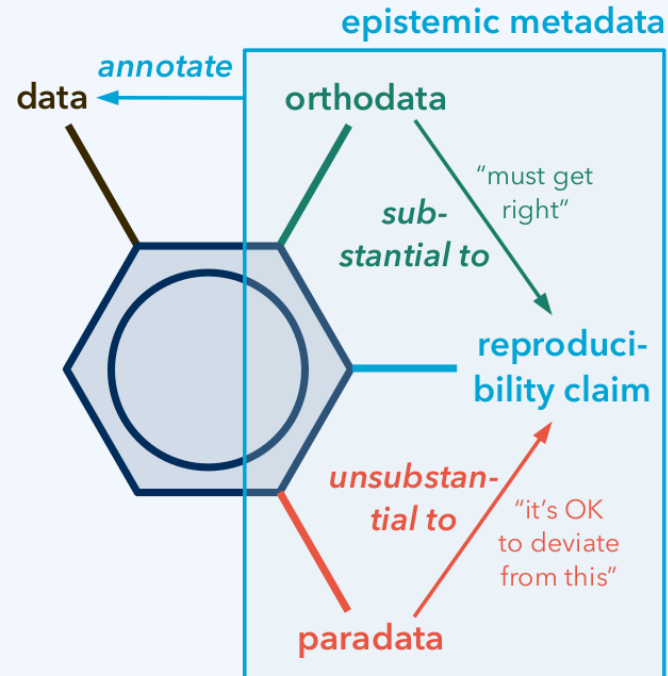 epistemic metadata
annotate
data
orthodata
“must get
right”
sub-
stantial to
reproduci-
bility claim
unsubstan-
tial to
“it’s OK
to deviate
from this”
paradata